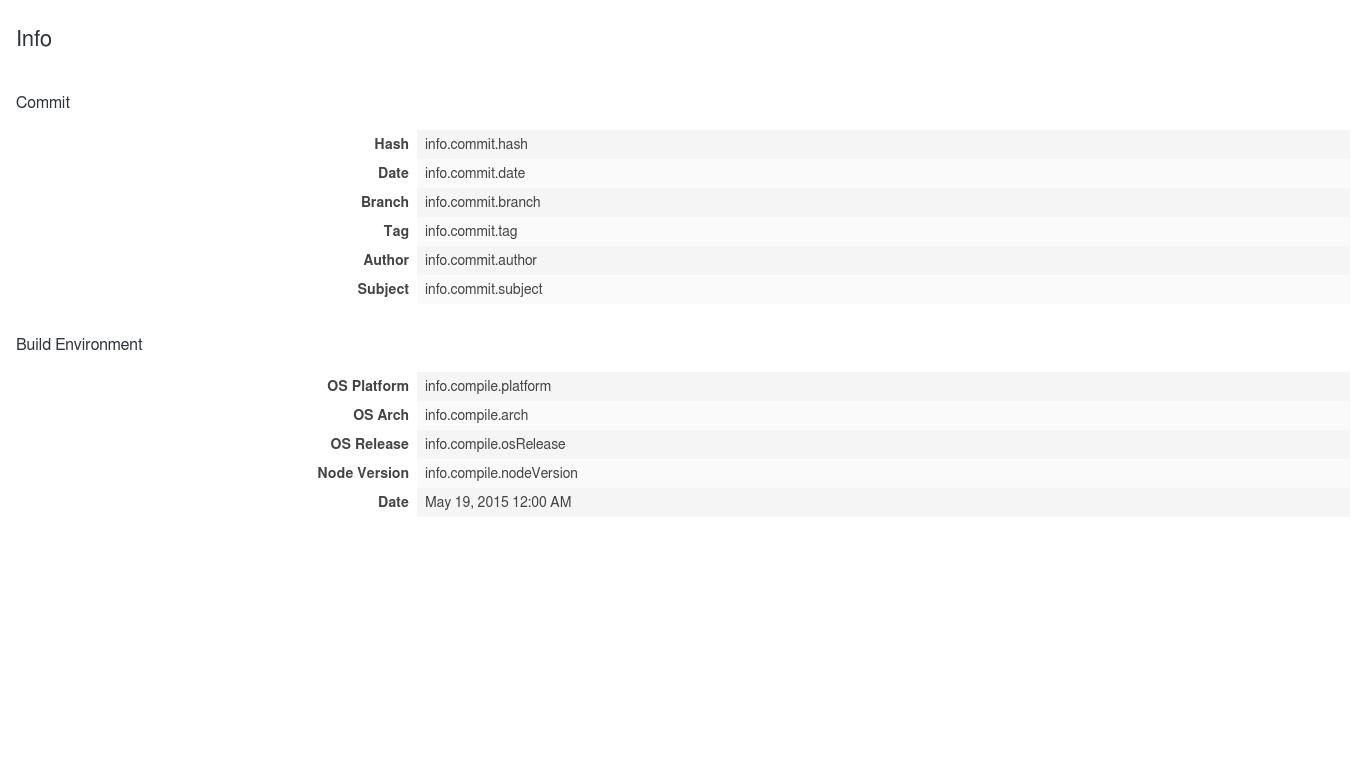 Info
Commit
Hash info.commit.hash
Date info.commit.date
Branch info.commit.branch
Tag info.commit.tag
Author info.commit.author
Subject info.commit.subject
Build Environment
OS Platform info.compile.platform
OS Arch info.compile.arch
OS Release info.compile.osRelease
Node Version info.compile.nodeVersion
Date May 19, 2015 12:00 AM